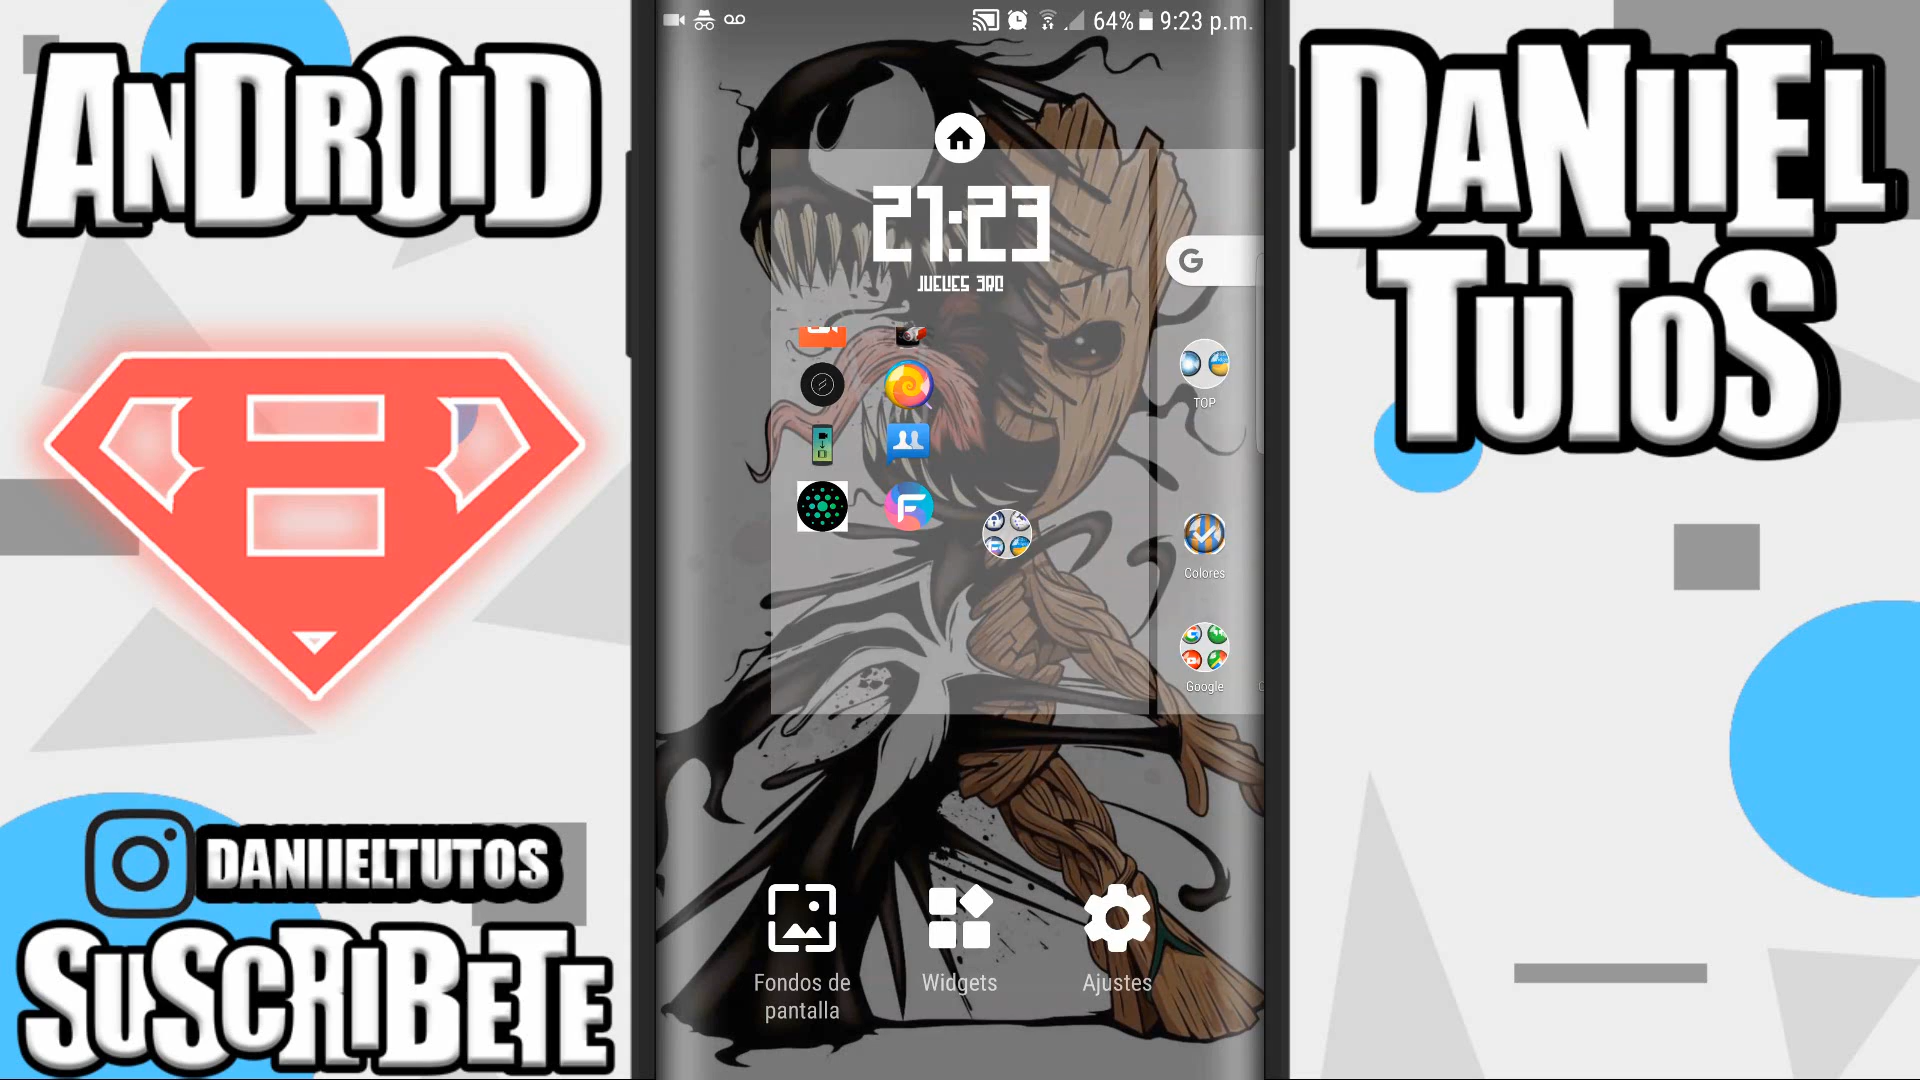 ANDROID
DANIIELTUTOS
SUSCRIBETE
64% 9:23 p.m.
21:23
JUEUES 3RD
G
TOP
Colores
Google
F
Fondos de
pantalla
Widgets
Ajustes
DANIIEL
TUTOS